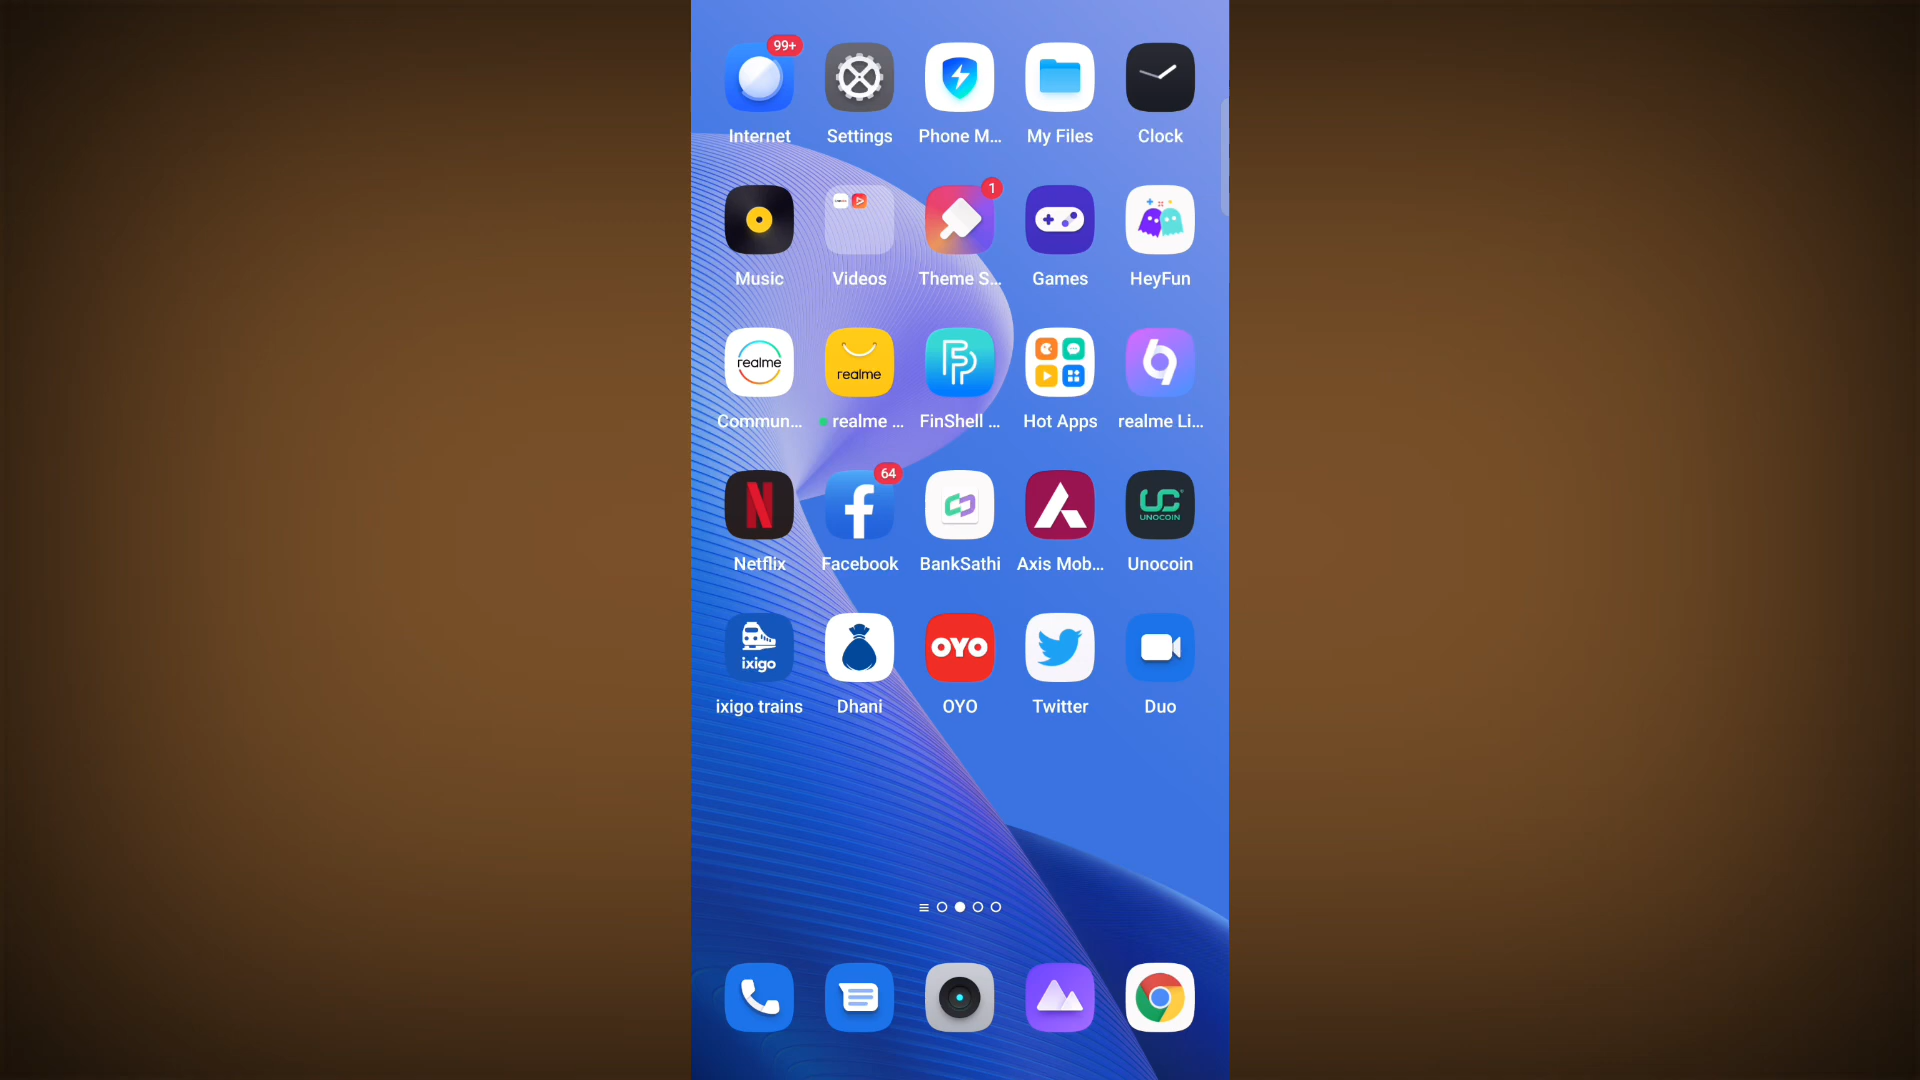 99+
Internet Settings Phone M... My Files Clock
1
Music Videos Theme S... Games HeyFun
realme realme
Commun... realme ... FinShell ... Hot Apps realme Li...
64
UNOCOIN
Netflix Facebook BankSathi Axis Mob... Unocoin
ixigo OYO
ixigo trains Dhani OYO Twitter Duo